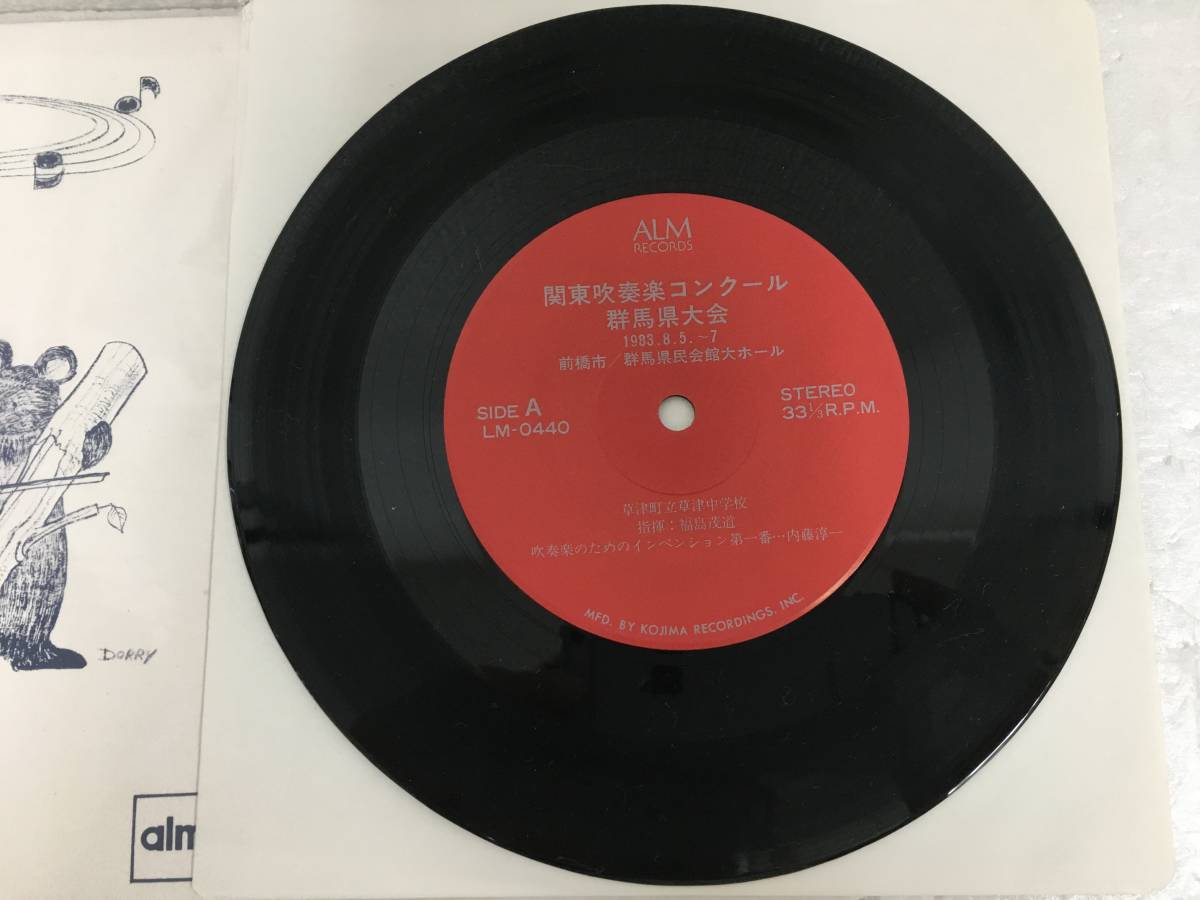 ALM
RECORDS
関東吹奏楽コンクール
群馬県大会
1983.8.5.~7
前橋市/群馬県民会館大ホール
SIDE A
LM-0440
STEREO
33⅓R.P.M.
草津町立草津中学校
指揮:福島茂道
吹奏楽のためのインベンション第一番…内藤淳一
MFD. BY KOJIMA RECORDINGS, INC.
DORRY
alm